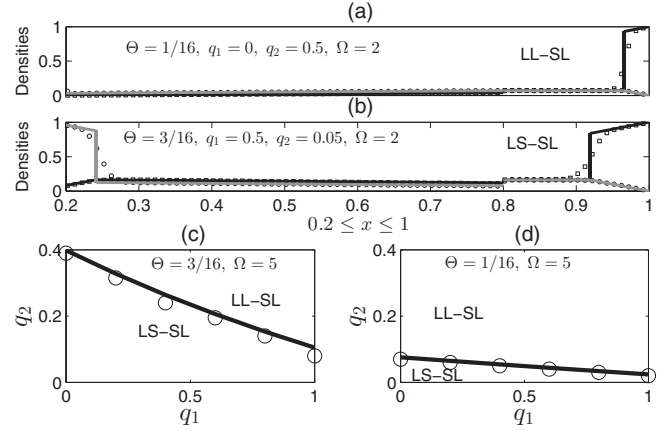 (a)
Densities
1
0.5
0
Θ = 1/16, q₁ = 0, q₂ = 0.5, Ω = 2
LL−SL
(b)
Densities
1
0.5
0
Θ = 3/16, q₁ = 0.5, q₂ = 0.05, Ω = 2
LS−SL
0.2 0.3 0.4 0.5 0.6 0.7 0.8 0.9 1
0.2 ≤ x ≤ 1
(c)
q₂
0.4
0.2
0
Θ = 3/16, Ω = 5
LL−SL
LS−SL
0 0.5 1
q₁
(d)
q₂
0.4
0.2
0
Θ = 1/16, Ω = 5
LL−SL
LS−SL
0 0.5 1
q₁